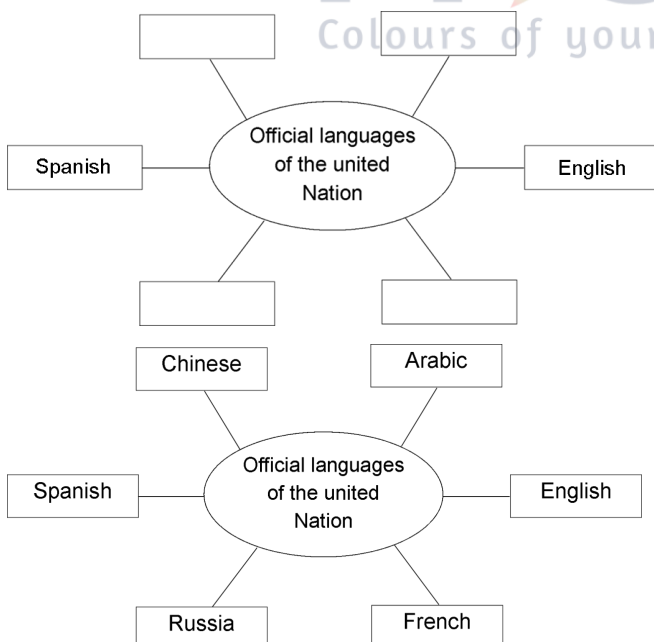 Colours of your
Official languages
of the united
Nation
Spanish
English
Chinese
Arabic
Official languages
of the united
Nation
Spanish
English
Russia
French